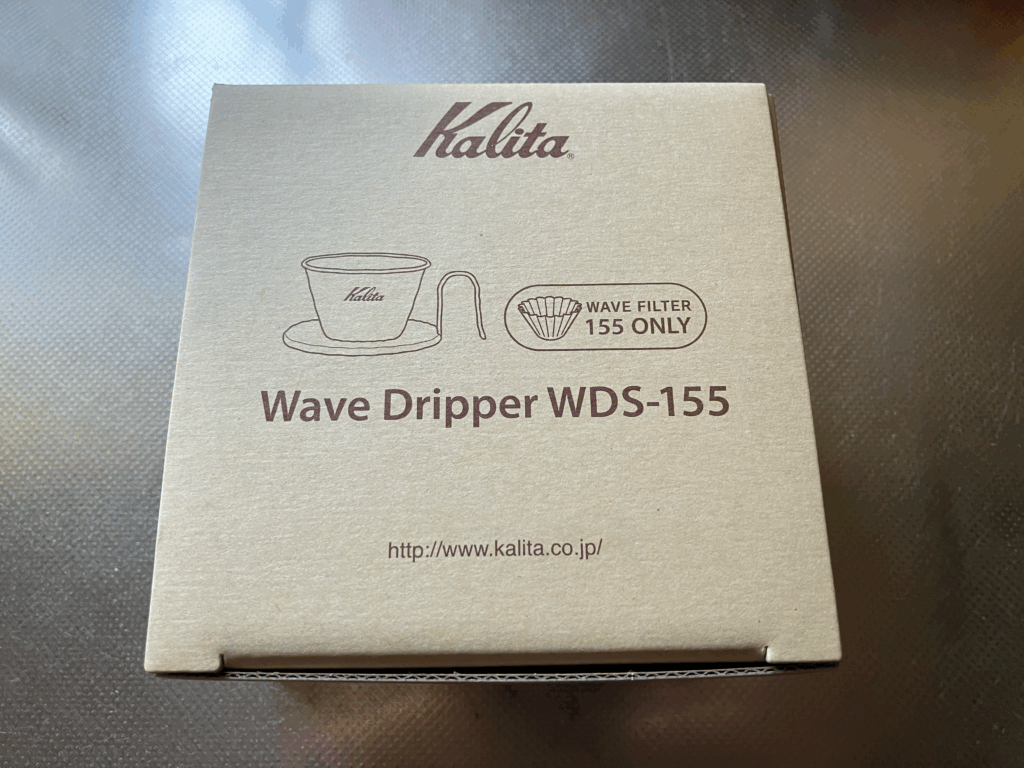 Kalita®
Kalita
WAVE FILTER
155 ONLY
Wave Dripper WDS-155
http://www.kalita.co.jp/